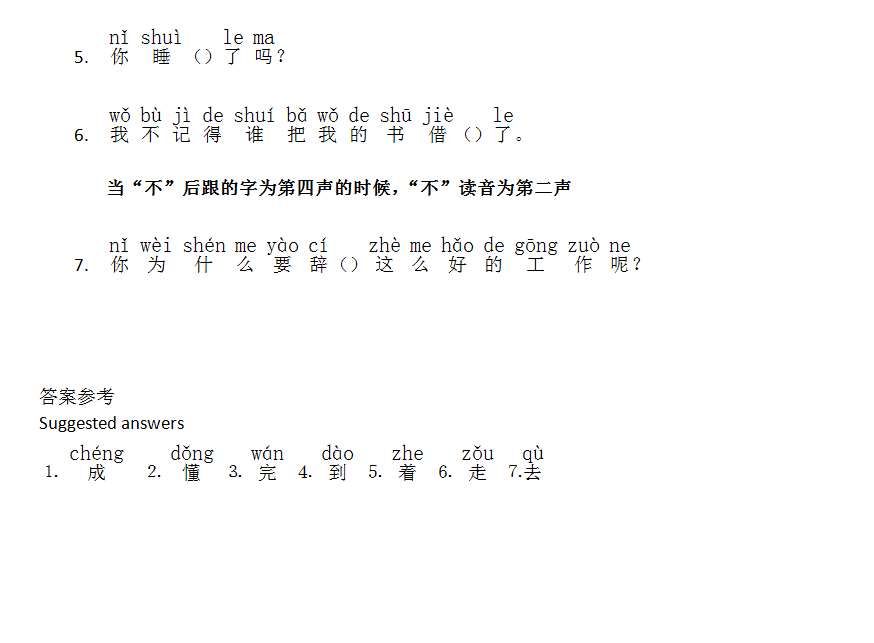 nǐ shuì le ma
5. 你 睡 （）了 吗？
wǒ bù jì de shuí bǎ wǒ de shū jiè le
6. 我 不 记 得 谁 把 我 的 书 借（）了。
当“不”后跟的字为第四声的时候，“不”读音为第二声
nǐ wèi shén me yào cí zhè me hǎo de gōng zuò ne
7. 你 为 什 么 要 辞（）这 么 好 的 工 作 呢？
答案参考
Suggested answers
chéng dǒng wán dào zhe zǒu qù
1. 成 2. 懂 3. 完 4. 到 5. 着 6. 走 7.去